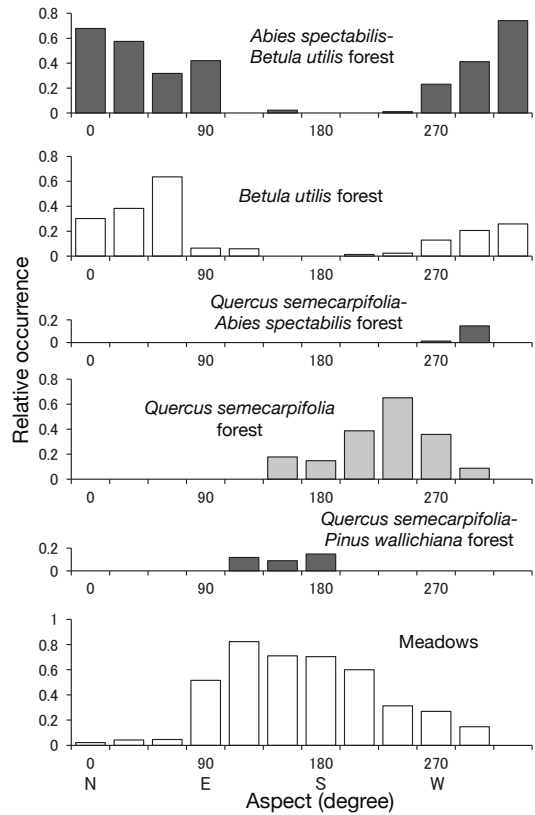 0.8
0.6
0.4
0.2
0
Abies spectabilis-
Betula utilis forest
0 90 180 270
0.8
0.6
0.4
0.2
0
Betula utilis forest
0 90 180 270
Quercus semecarpifolia-
Abies spectabilis forest
0.2
0
0 90 180 270
Relative occurrence
0.8
0.6
0.4
0.2
0
Quercus semecarpifolia
forest
0 90 180 270
Quercus semecarpifolia-
Pinus wallichiana forest
0.2
0
0 90 180 270
1
0.8
0.6
0.4
0.2
0
Meadows
0 90 180 270
N E S W
Aspect (degree)